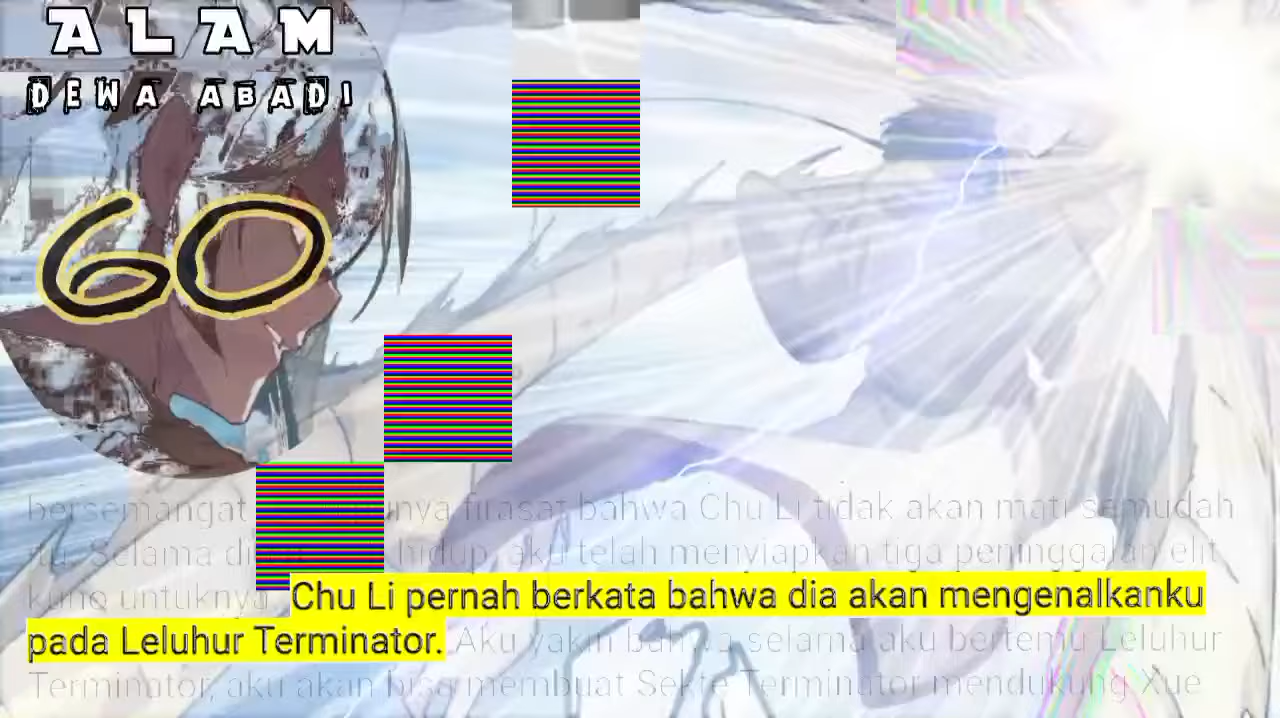 ALAM
DEWA ABADI
60
bersemangat firasat bahwa Chu Li tidak akan mati semudah
itu. Selama hidup, aku telah menyiapkan tiga peninggalan elit
kuno untuknya. Chu Li pernah berkata bahwa dia akan mengenalkanku
pada Leluhur Terminator. Aku yakin bahwa selama aku bertemu Leluhur
Terminator, aku akan bisa membuat Sekte Terminator mendukung Xue